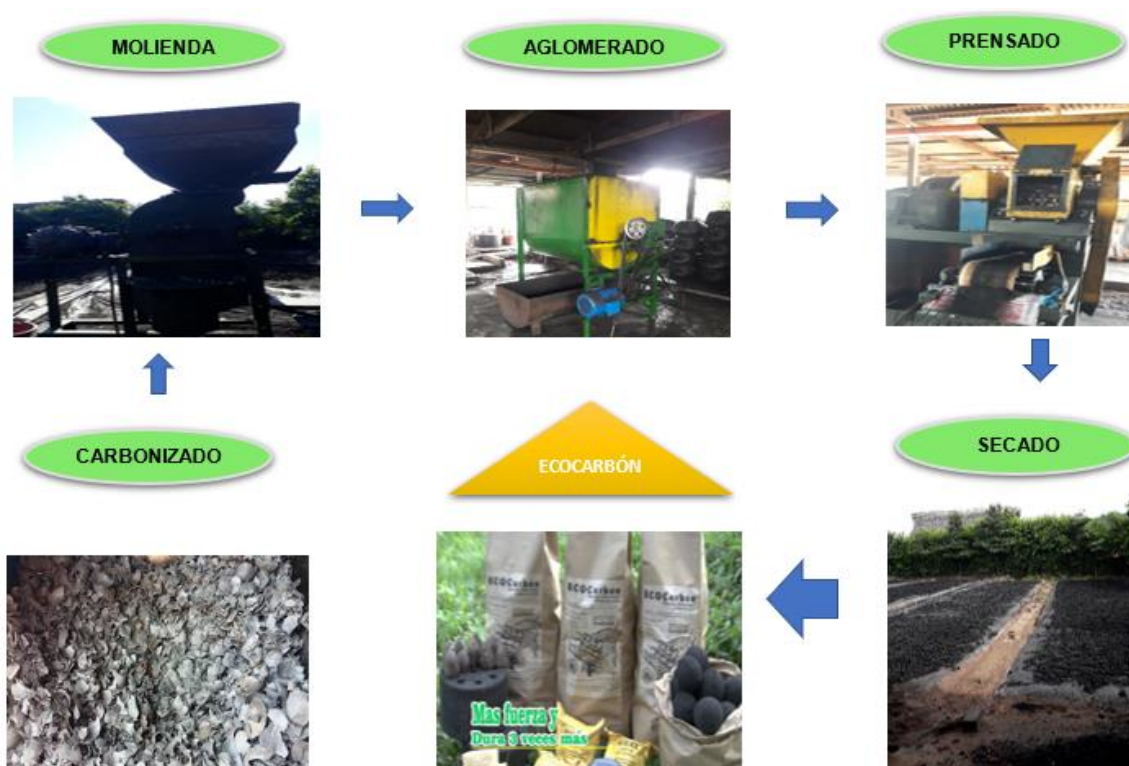 MOLIENDA
AGLOMERADO
PRENSADO
CARBONIZADO
ECOCARBÓN
SECADO
ECOCarbon
ECOCarbon
ECOCarbon
Mas fuerza y
Dura 3 veces más